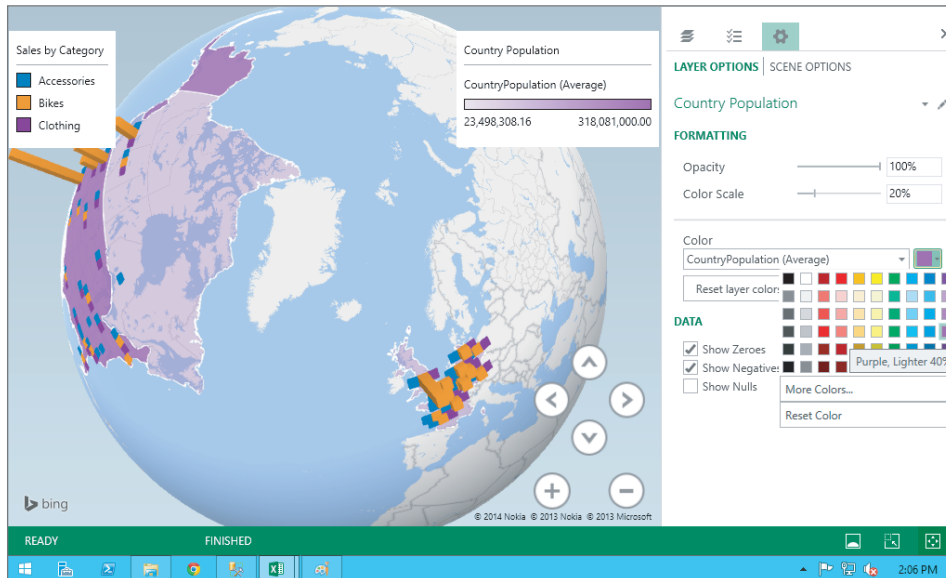 Sales by Category
Accessories
Bikes
Clothing
Country Population
CountryPopulation (Average)
23,498,308.16 318,081,000.00
bing
© 2014 Nokia © 2013 Nokia © 2013 Microsoft
LAYER OPTIONS SCENE OPTIONS
Country Population
FORMATTING
Opacity 100%
Color Scale 20%
Color
CountryPopulation (Average)
Reset layer colors
DATA
Show Zeroes
Show Negatives
Show Nulls
Purple, Lighter 40%
More Colors...
Reset Color
READY FINISHED
2:06 PM